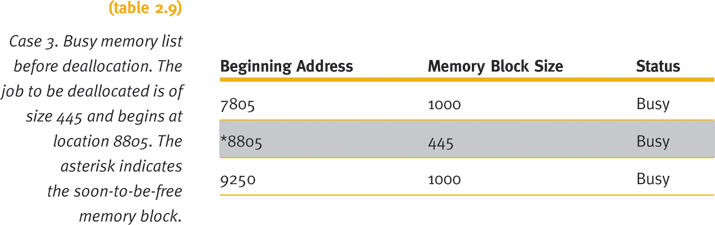 (table 2.9)
Case 3. Busy memory list
before deallocation. The
job to be deallocated is of
size 445 and begins at
location 8805. The
asterisk indicates
the soon-to-be-free
memory block.
Beginning Address Memory Block Size Status
7805 1000 Busy
*8805 445 Busy
9250 1000 Busy